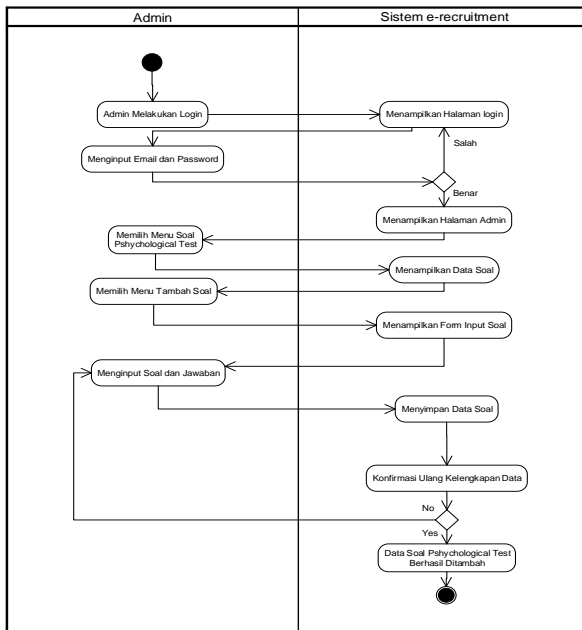 Admin
Sistem e-recruitment
Admin Melakukan Login
Menampilkan Halaman login
Menginput Email dan Password
Salah
Benar
Menampilkan Halaman Admin
Memilih Menu Soal
Pshychological Test
Menampilkan Data Soal
Memilih Menu Tambah Soal
Menampilkan Form Input Soal
Menginput Soal dan Jawaban
Menyimpan Data Soal
Konfirmasi Ulang Kelengkapan Data
No
Yes
Data Soal Pshychological Test
Berhasil Ditambah